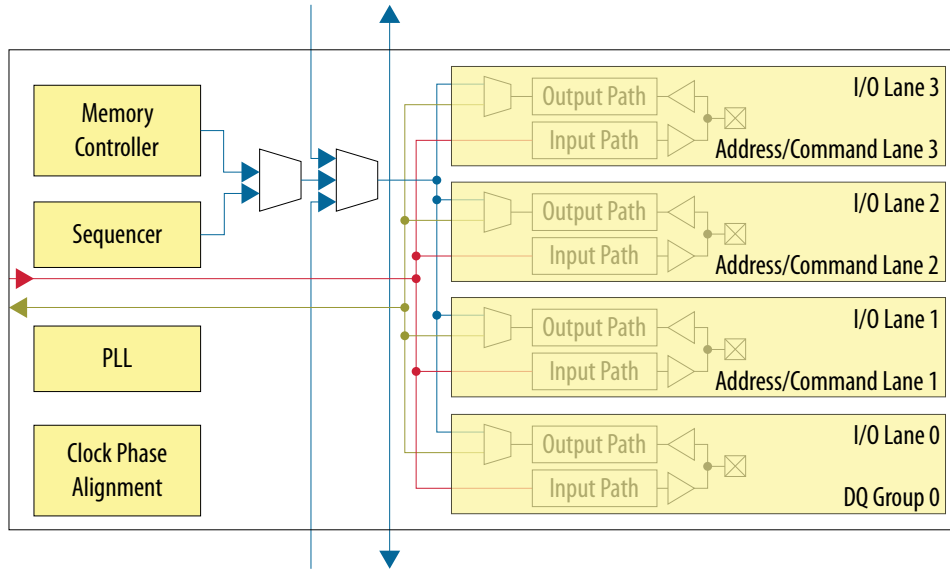 Memory
Controller
Sequencer
PLL
Clock Phase
Alignment
I/O Lane 3
Output Path
Input Path
Address/Command Lane 3
I/O Lane 2
Output Path
Input Path
Address/Command Lane 2
I/O Lane 1
Output Path
Input Path
Address/Command Lane 1
I/O Lane 0
Output Path
Input Path
DQ Group 0